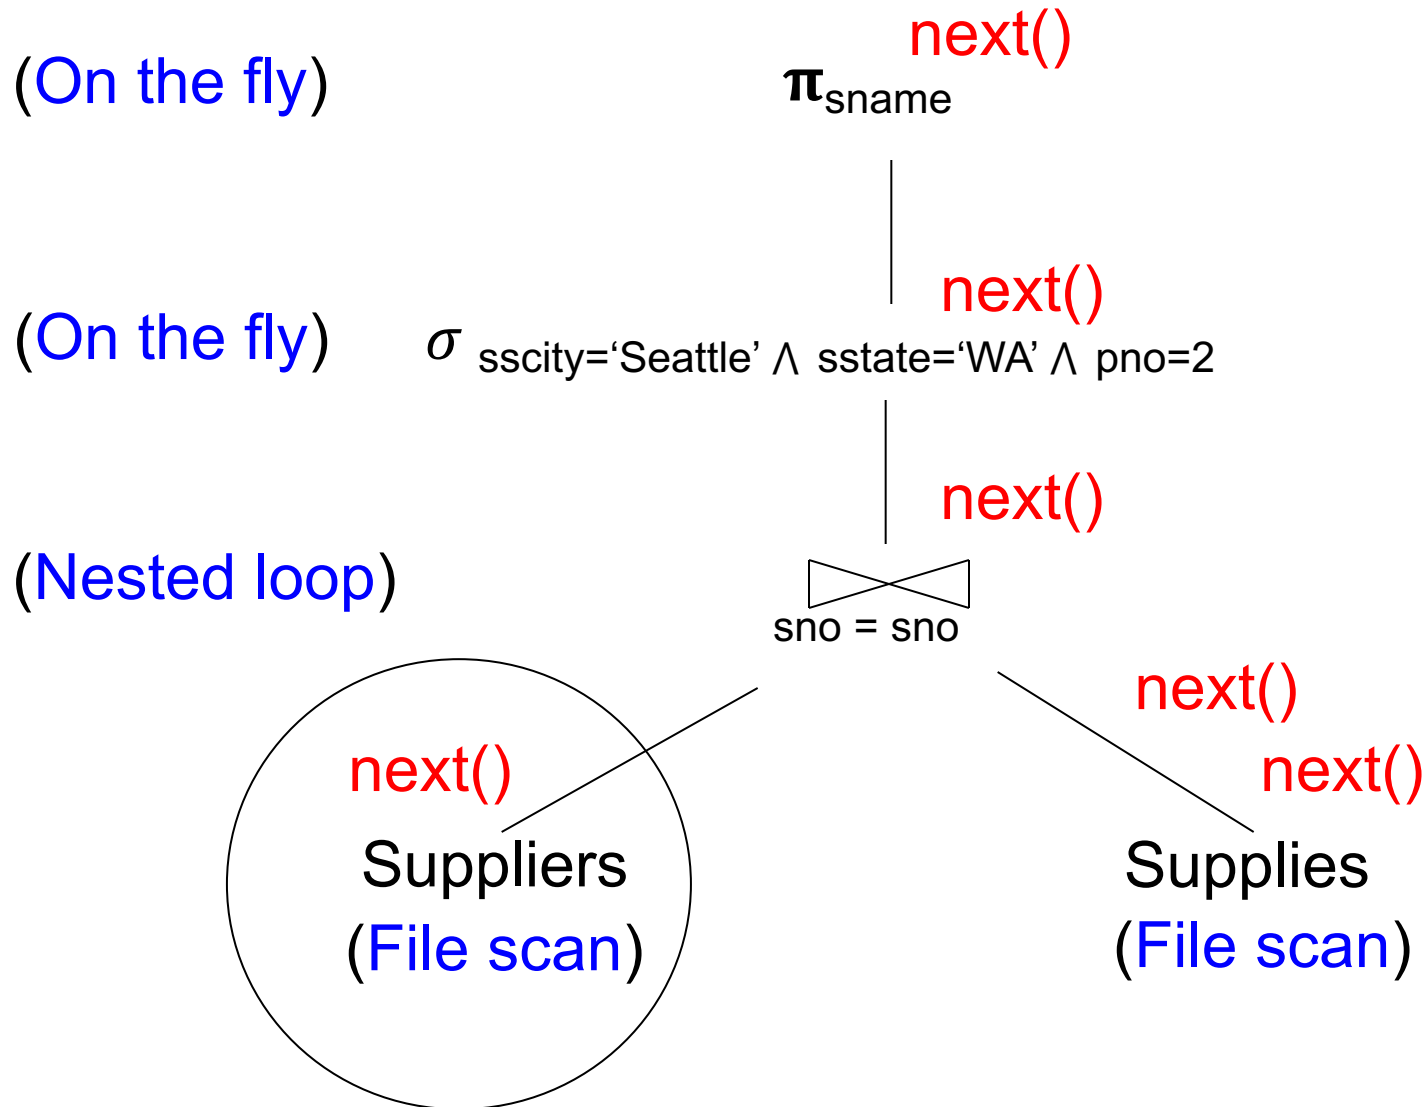 next()
(On the fly) π sname
next()
(On the fly) σ sscity=‘Seattle’ ∧ sstate=‘WA’ ∧ pno=2
next()
(Nested loop)
sno = sno
next()
next() next()
Suppliers Supplies
(File scan) (File scan)